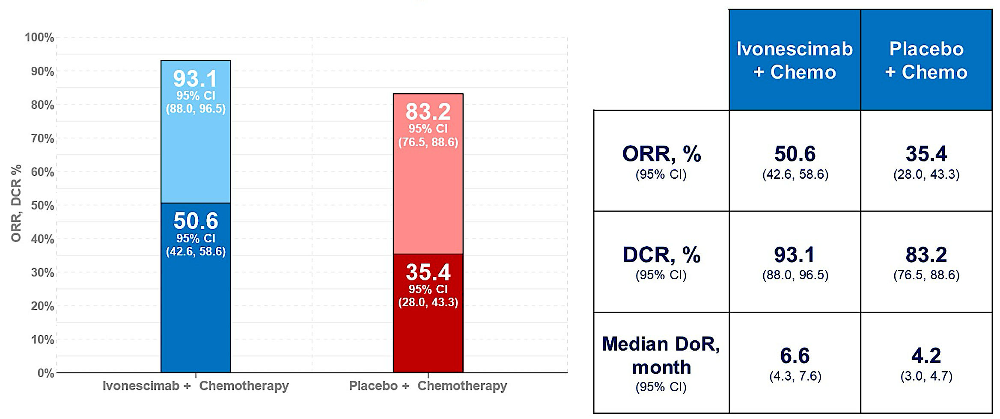 ORR, DCR %
100%
90%
80%
70%
60%
50%
40%
30%
20%
10%
0%
93.1
95% CI
(88.0, 96.5)
50.6
95% CI
(42.6, 58.6)
83.2
95% CI
(76.5, 88.6)
35.4
95% CI
(28.0, 43.3)
Ivonescimab + Chemotherapy
Placebo + Chemotherapy
Ivonescimab
+ Chemo
Placebo
+ Chemo
ORR, %
(95% CI)
50.6
(42.6, 58.6)
35.4
(28.0, 43.3)
DCR, %
(95% CI)
93.1
(88.0, 96.5)
83.2
(76.5, 88.6)
Median DoR,
month
(95% CI)
6.6
(4.3, 7.6)
4.2
(3.0, 4.7)